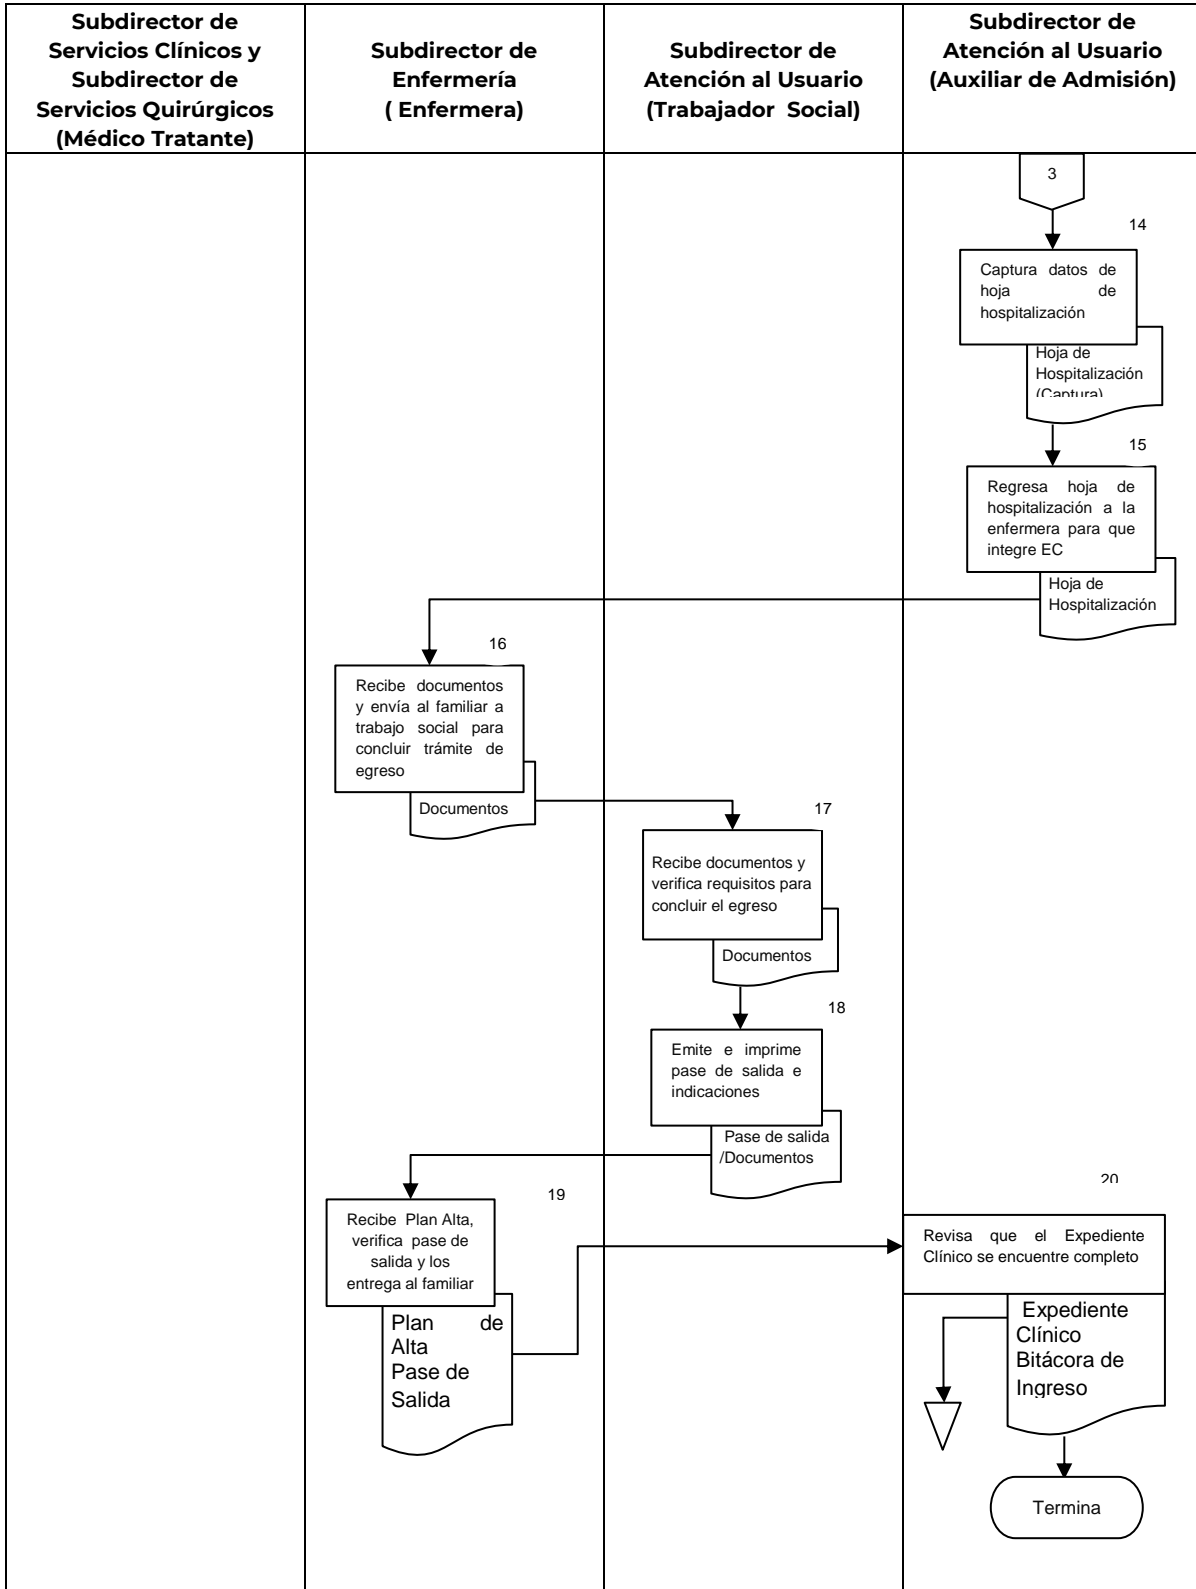 Subdirector de
Servicios Clínicos y
Subdirector de
Servicios Quirúrgicos
(Médico Tratante)
Subdirector de
Enfermería
( Enfermera)
Subdirector de
Atención al Usuario
(Trabajador Social)
Subdirector de
Atención al Usuario
(Auxiliar de Admisión)
3
14
Captura datos de
hoja de
hospitalización
Hoja de
Hospitalización
(Captura)
15
Regresa hoja de
hospitalización a la
enfermera para que
integre EC
Hoja de
Hospitalización
16
Recibe documentos
y envía al familiar a
trabajo social para
concluir trámite de
egreso
Documentos
17
Recibe documentos y
verifica requisitos para
concluir el egreso
Documentos
18
Emite e imprime
pase de salida e
indicaciones
Pase de salida
/Documentos
19
Recibe Plan Alta,
verifica pase de
salida y los
entrega al familiar
Plan de
Alta
Pase de
Salida
20
Revisa que el Expediente
Clínico se encuentre completo
Expediente
Clínico
Bitácora de
Ingreso
Termina